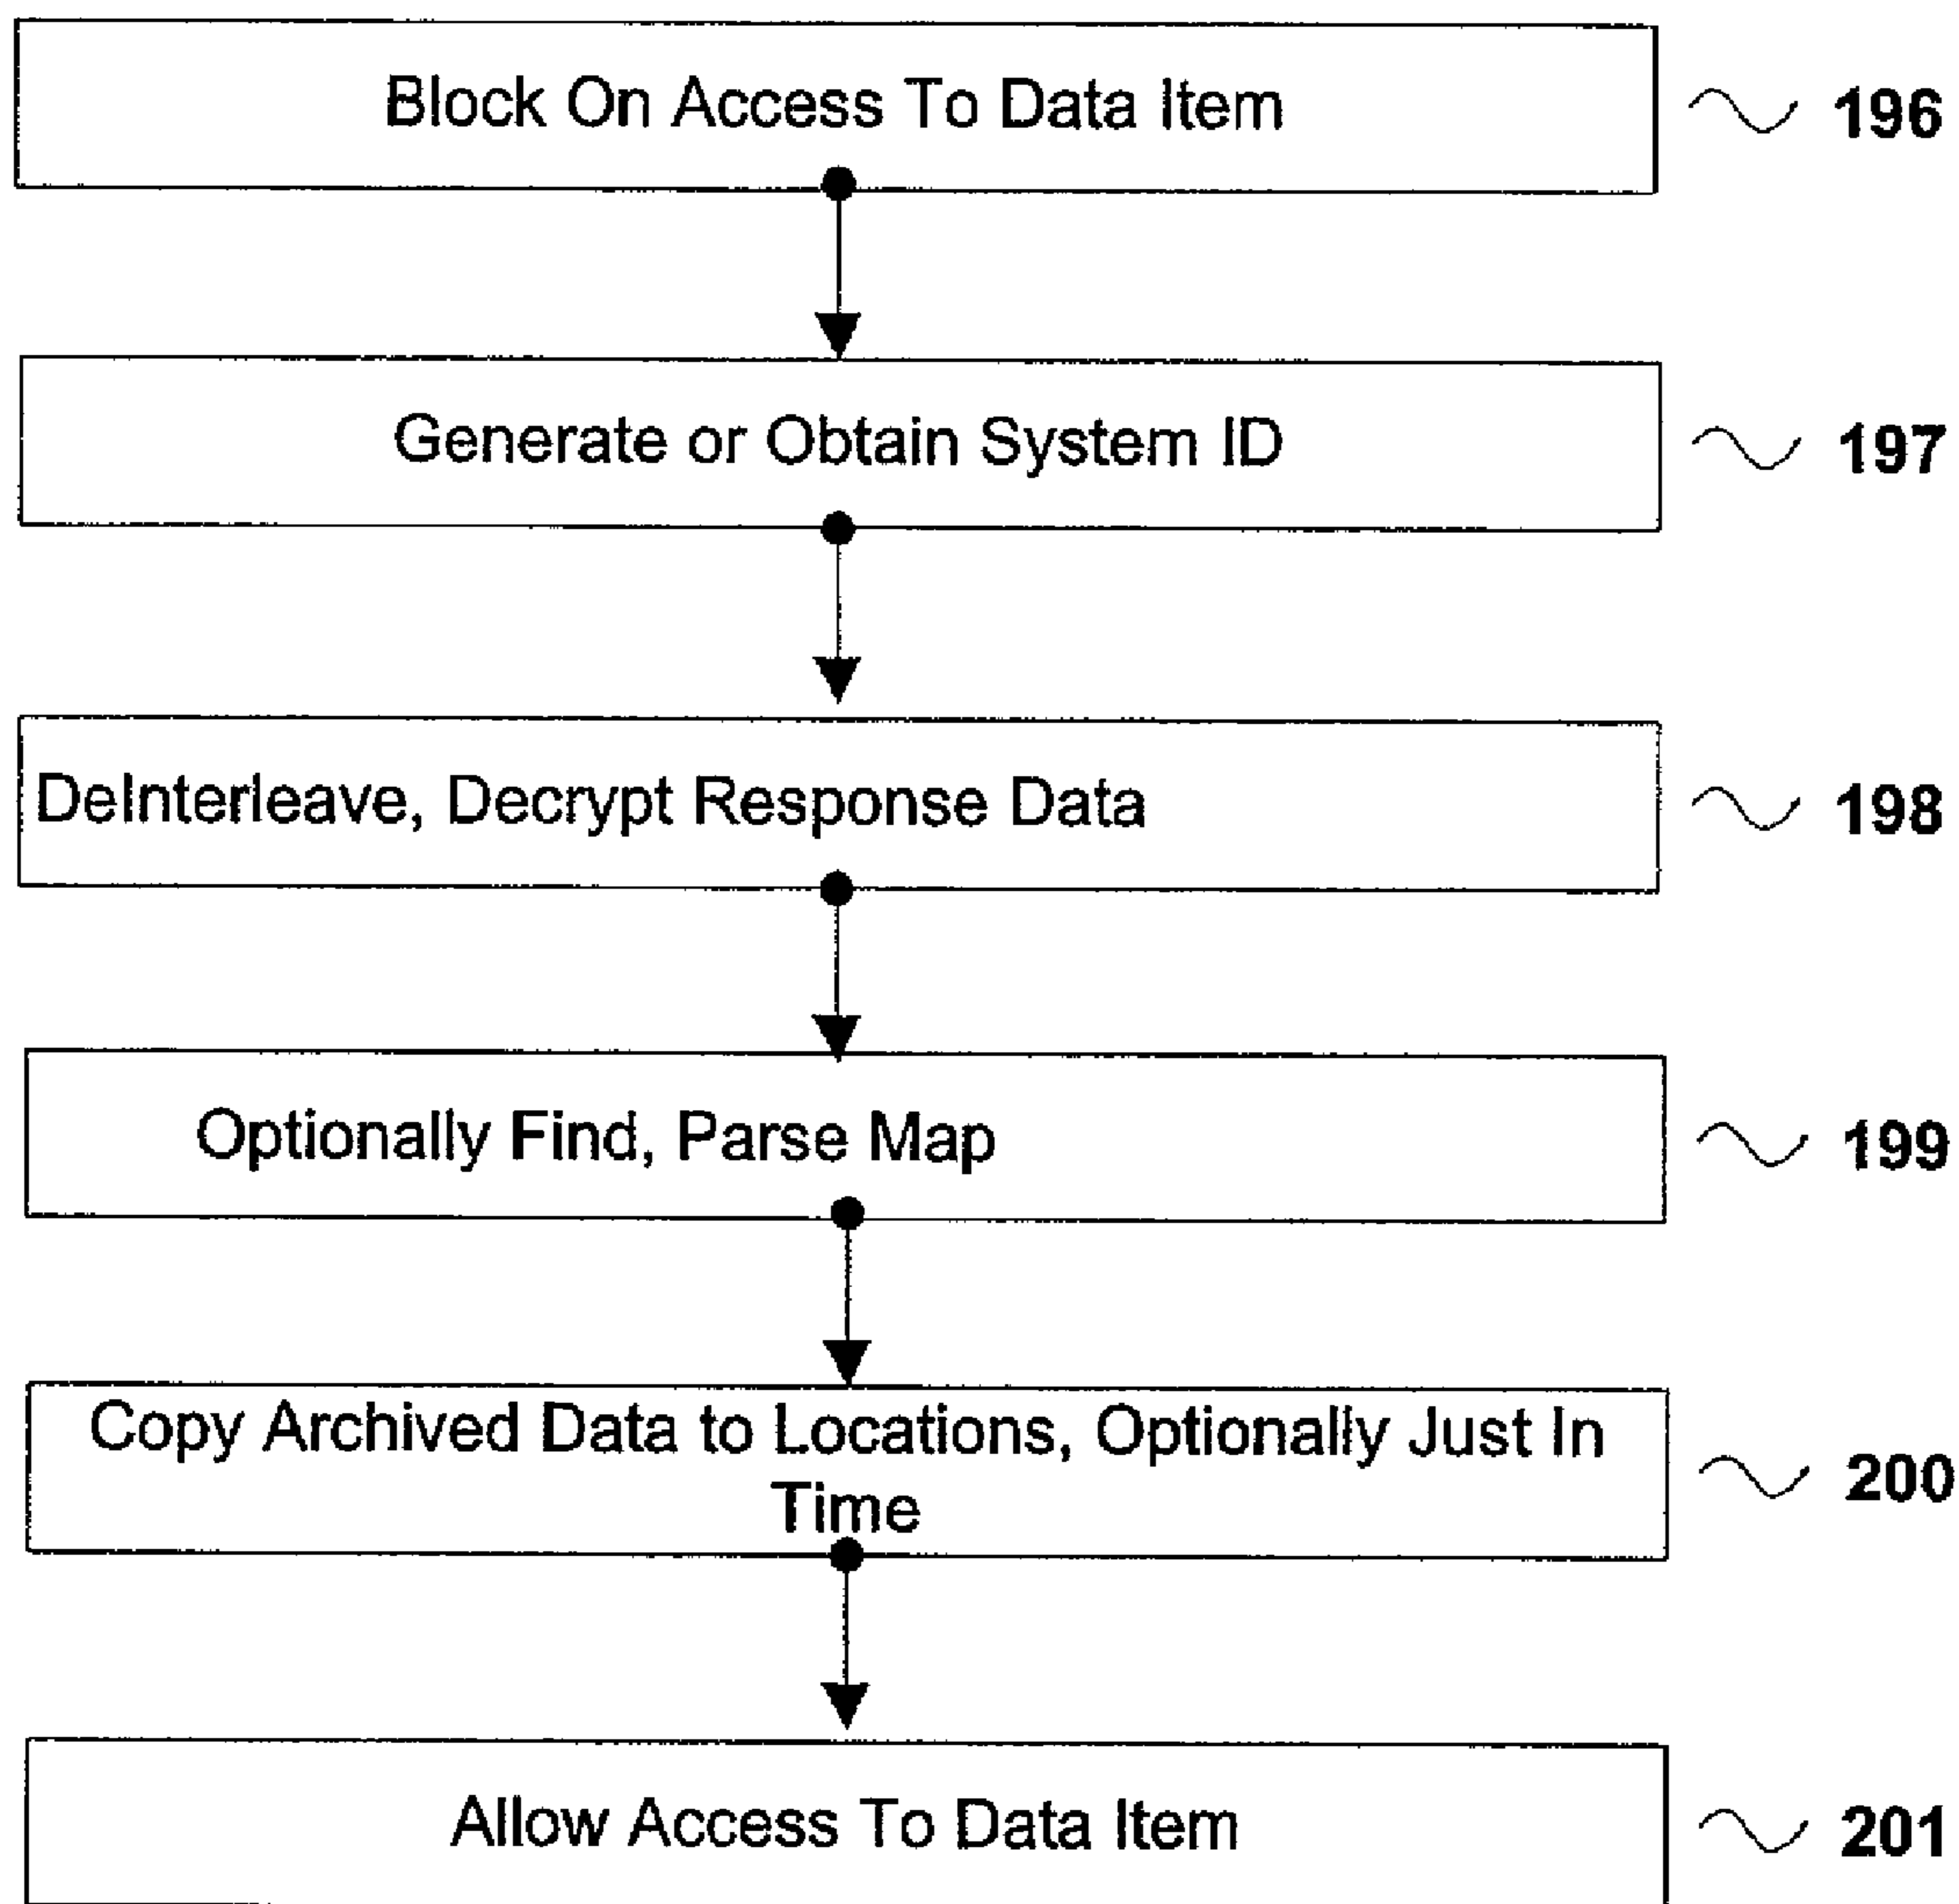 Block On Access To Data Item
196
Generate or Obtain System ID
197
DeInterleave, Decrypt Response Data
198
Optionally Find, Parse Map
199
Copy Archived Data to Locations, Optionally Just In
Time
200
Allow Access To Data Item
201